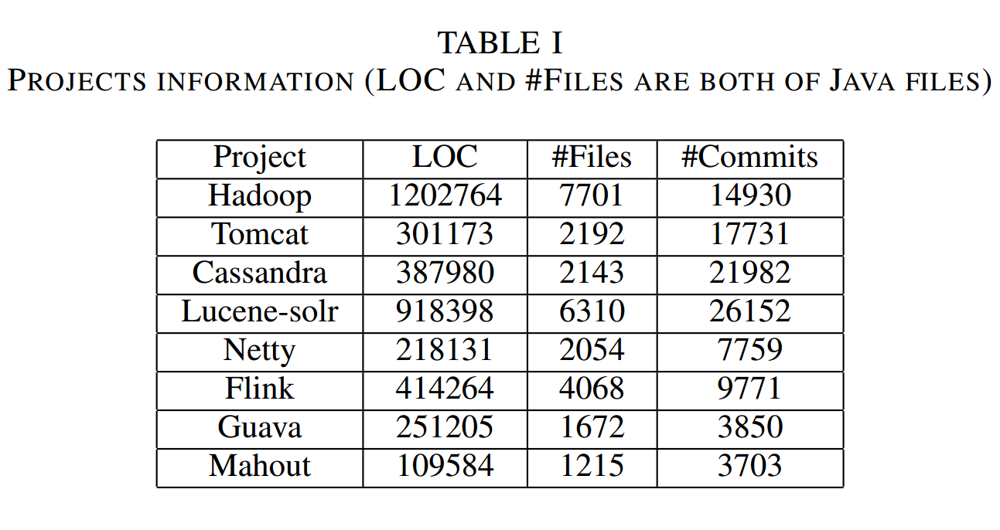 TABLE I
PROJECTS INFORMATION (LOC AND #FILES ARE BOTH OF JAVA FILES)
Project LOC #Files #Commits
Hadoop 1202764 7701 14930
Tomcat 301173 2192 17731
Cassandra 387980 2143 21982
Lucene-solr 918398 6310 26152
Netty 218131 2054 7759
Flink 414264 4068 9771
Guava 251205 1672 3850
Mahout 109584 1215 3703